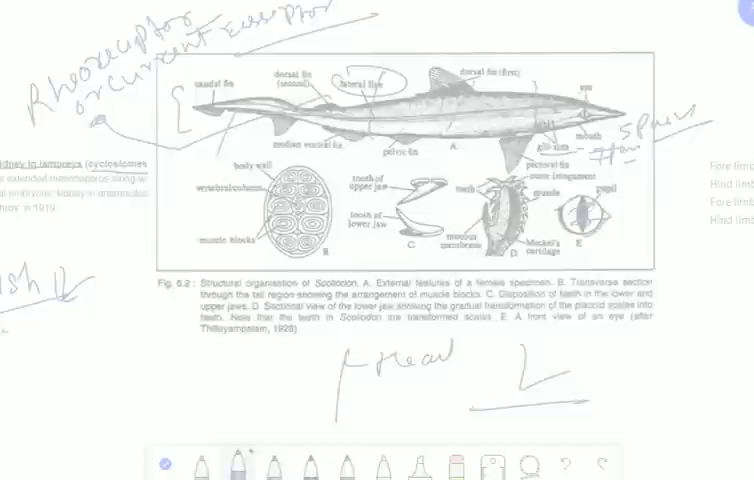 Rheoreceptor
or current receptor
caudal fin
dorsal fin
(second)
lateral line
dorsal fin (first)
eye
5 pairs
mouth
gill-slits
median ventral fin
pelvic fin
A.
pectoral fin
kidney in lampreys (cyclostomes
body wall
vertebral column
muscle blocks
B
tooth of
upper jaw
tooth of
lower jaw
C
outer integument
teeth
mucous
membrane
D
Meckel's
cartilage
pupil
E
Hind limb
Hind limb
in 1919
Fig. 6.2 : Structural organisation of Scoliodon. A. External features of a female specimen. B. Transverse section
through the tail region showing the arrangement of muscle blocks. C. Disposition of teeth in the lower and
upper jaws. D. Sectional view of the lower jaw showing the gradual transformation of the placoid scales into
teeth. Note that the teeth in Scoliodon are transformed scales. E. A front view of an eye (after
Thillayampalam, 1928)